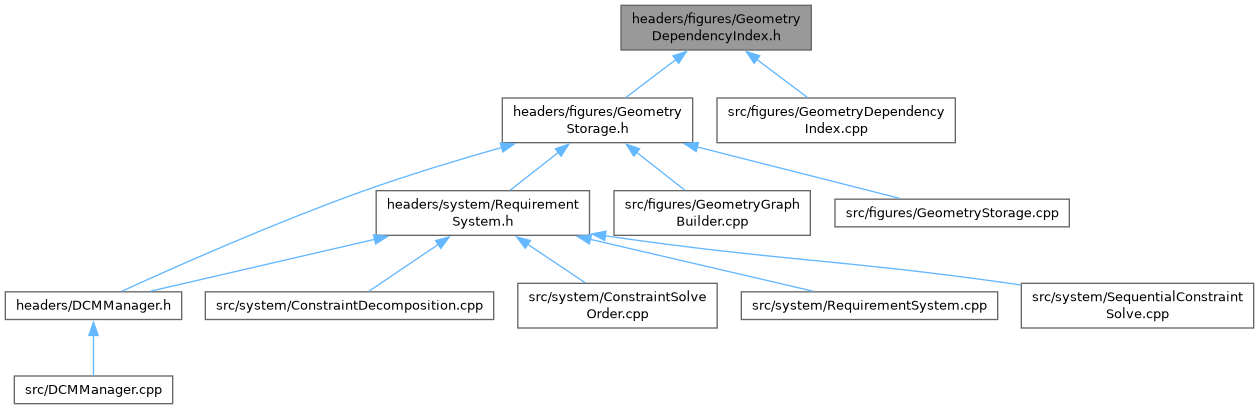 headers/figures/Geometry
DependencyIndex.h
headers/figures/Geometry
Storage.h
src/figures/GeometryDependency
Index.cpp
headers/system/Requirement
System.h
src/figures/GeometryGraph
Builder.cpp
src/figures/GeometryStorage.cpp
headers/DCMManager.h
src/system/ConstraintDecomposition.cpp
src/system/ConstraintSolve
Order.cpp
src/system/RequirementSystem.cpp
src/system/SequentialConstraint
Solve.cpp
src/DCMManager.cpp